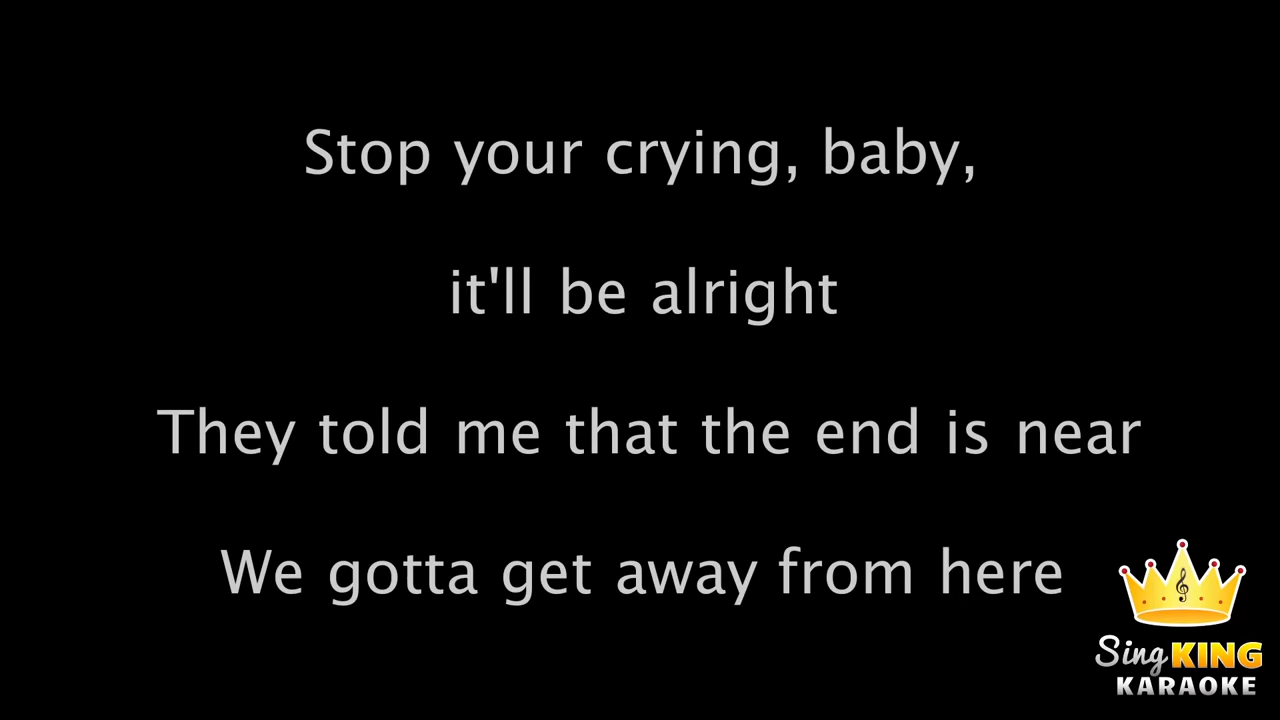 Stop your crying, baby,
it'll be alright
They told me that the end is near
We gotta get away from here
Sing KING
KARAOKE